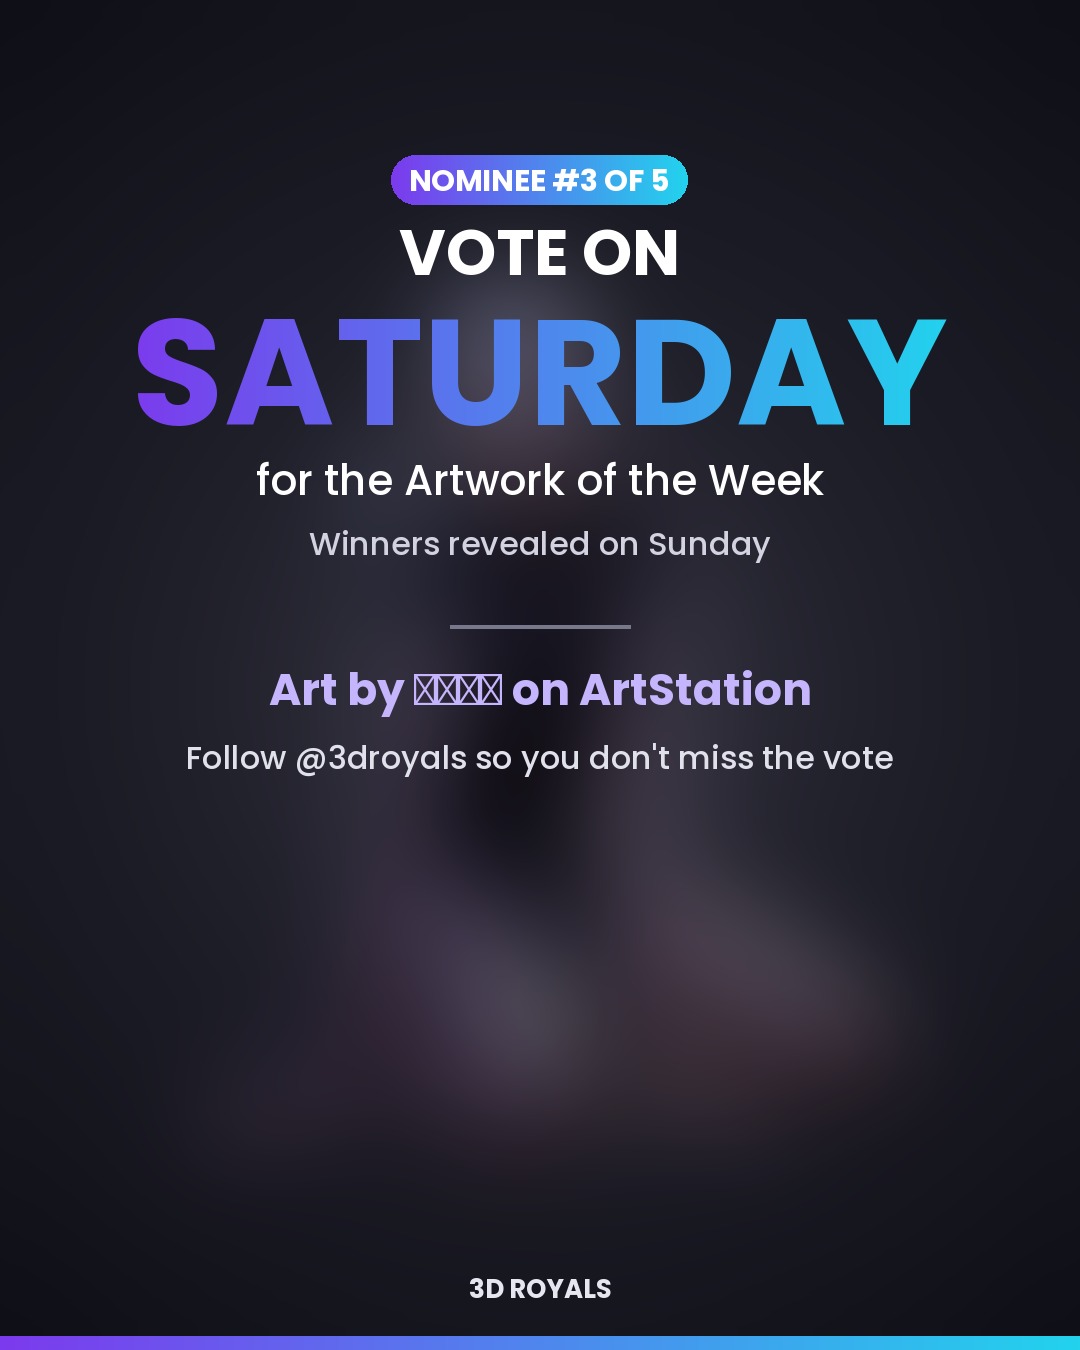 NOMINEE #3 OF 5
VOTE ON
SATURDAY
for the Artwork of the Week
Winners revealed on Sunday
Art by on ArtStation
Follow @3droyals so you don't miss the vote
3D ROYALS